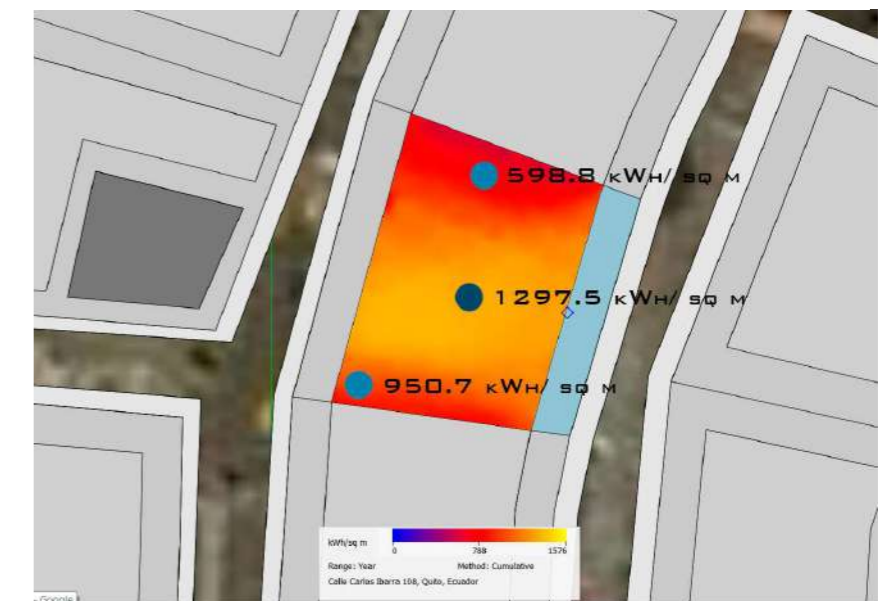 598.8 kWh/ sq m
1297.5 kWh/ sq m
950.7 kWh/ sq m
kWh/sq m
0 788 1576
Range: Year Method: Cumulative
Calle Carlos Ibarra 108, Quito, Ecuador
Google